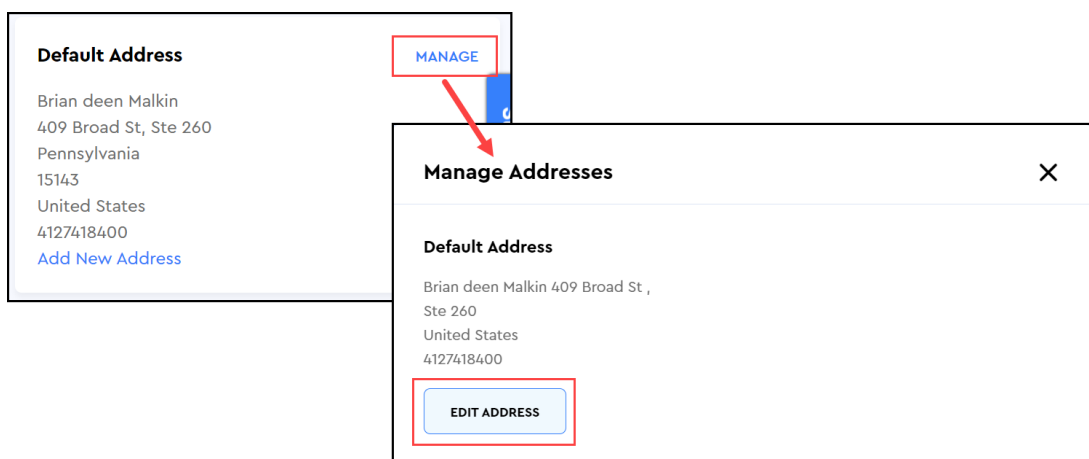 Default Address
MANAGE
Brian deen Malkin
409 Broad St, Ste 260
Pennsylvania
15143
United States
4127418400
Add New Address
Manage Addresses
Default Address
Brian deen Malkin 409 Broad St ,
Ste 260
United States
4127418400
EDIT ADDRESS